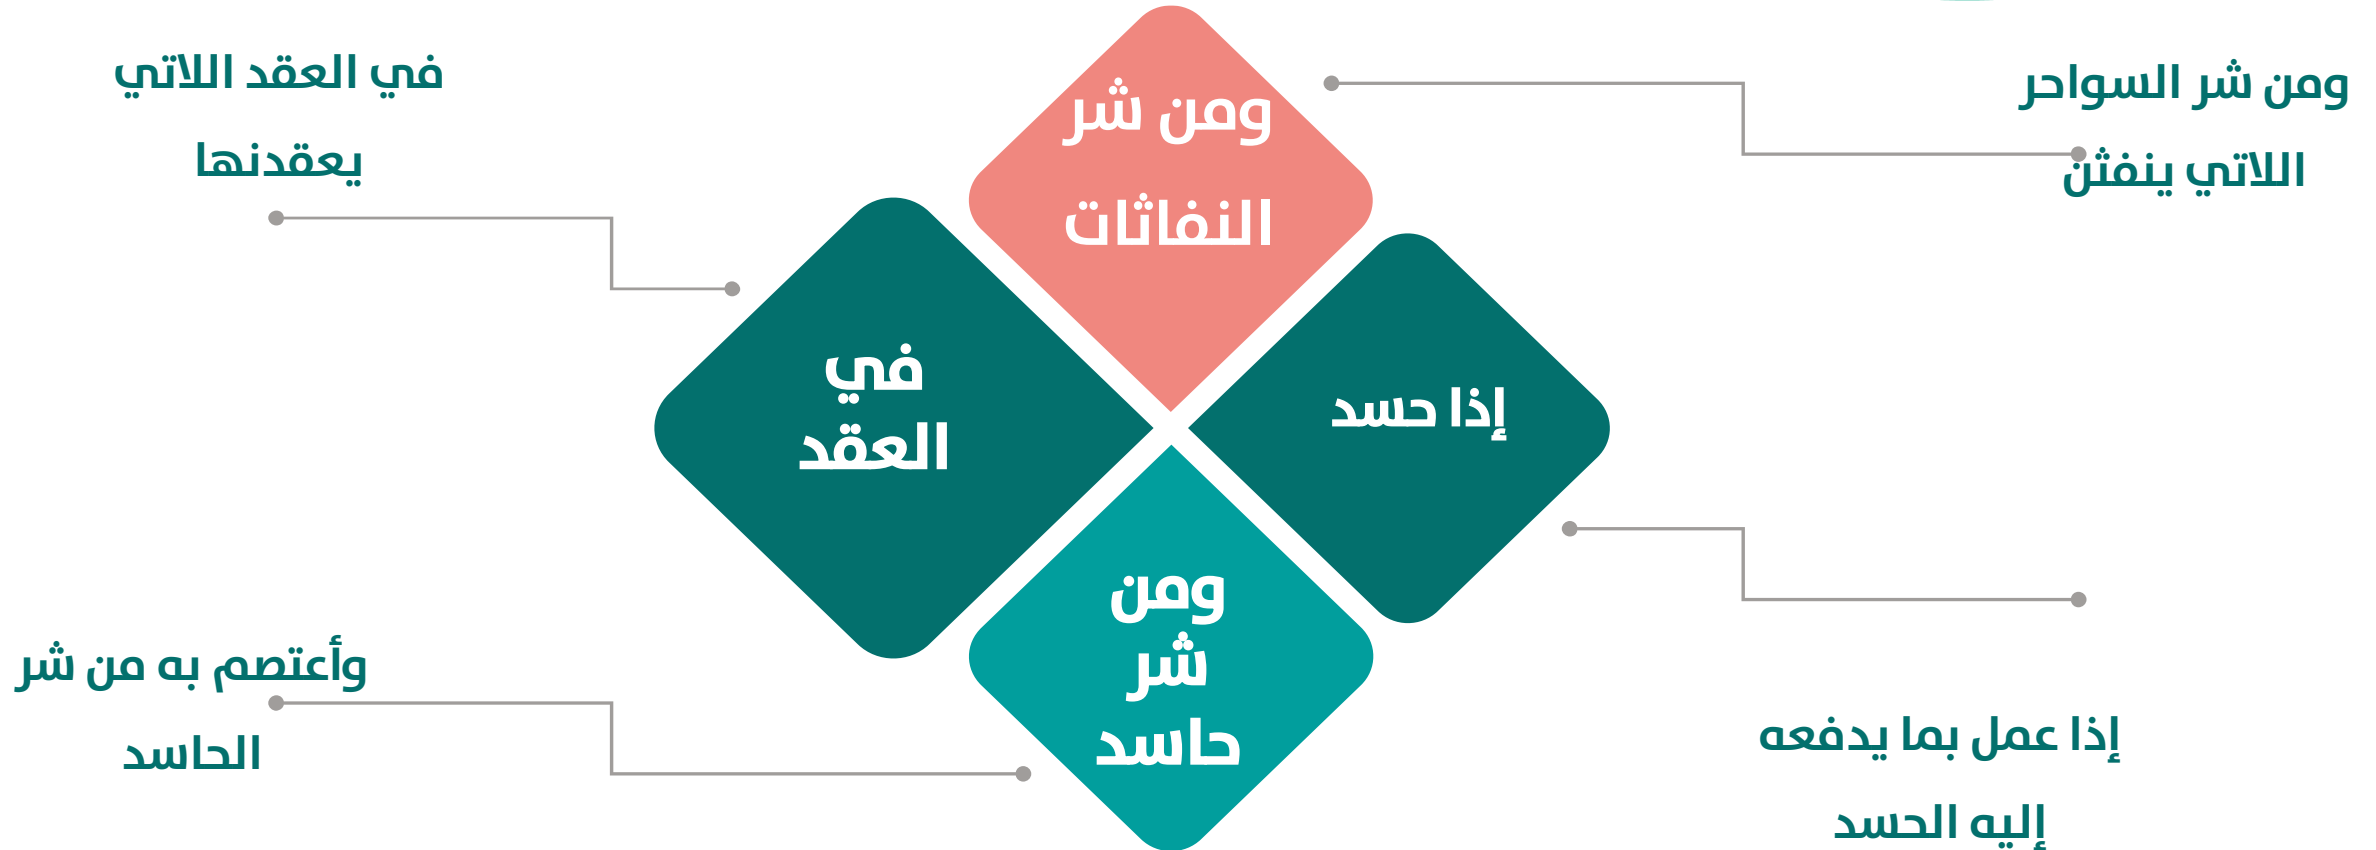 ومن شر
النفاثات
ومن شر السواحر
اللاتي ينفثن
في
العقد
في العقد اللاتي
يعقدنها
ومن
شر
حاسد
وأعتصم به من شر
الحاسد
إذا حسد
إذا عمل بما يدفعه
إليه الحسد